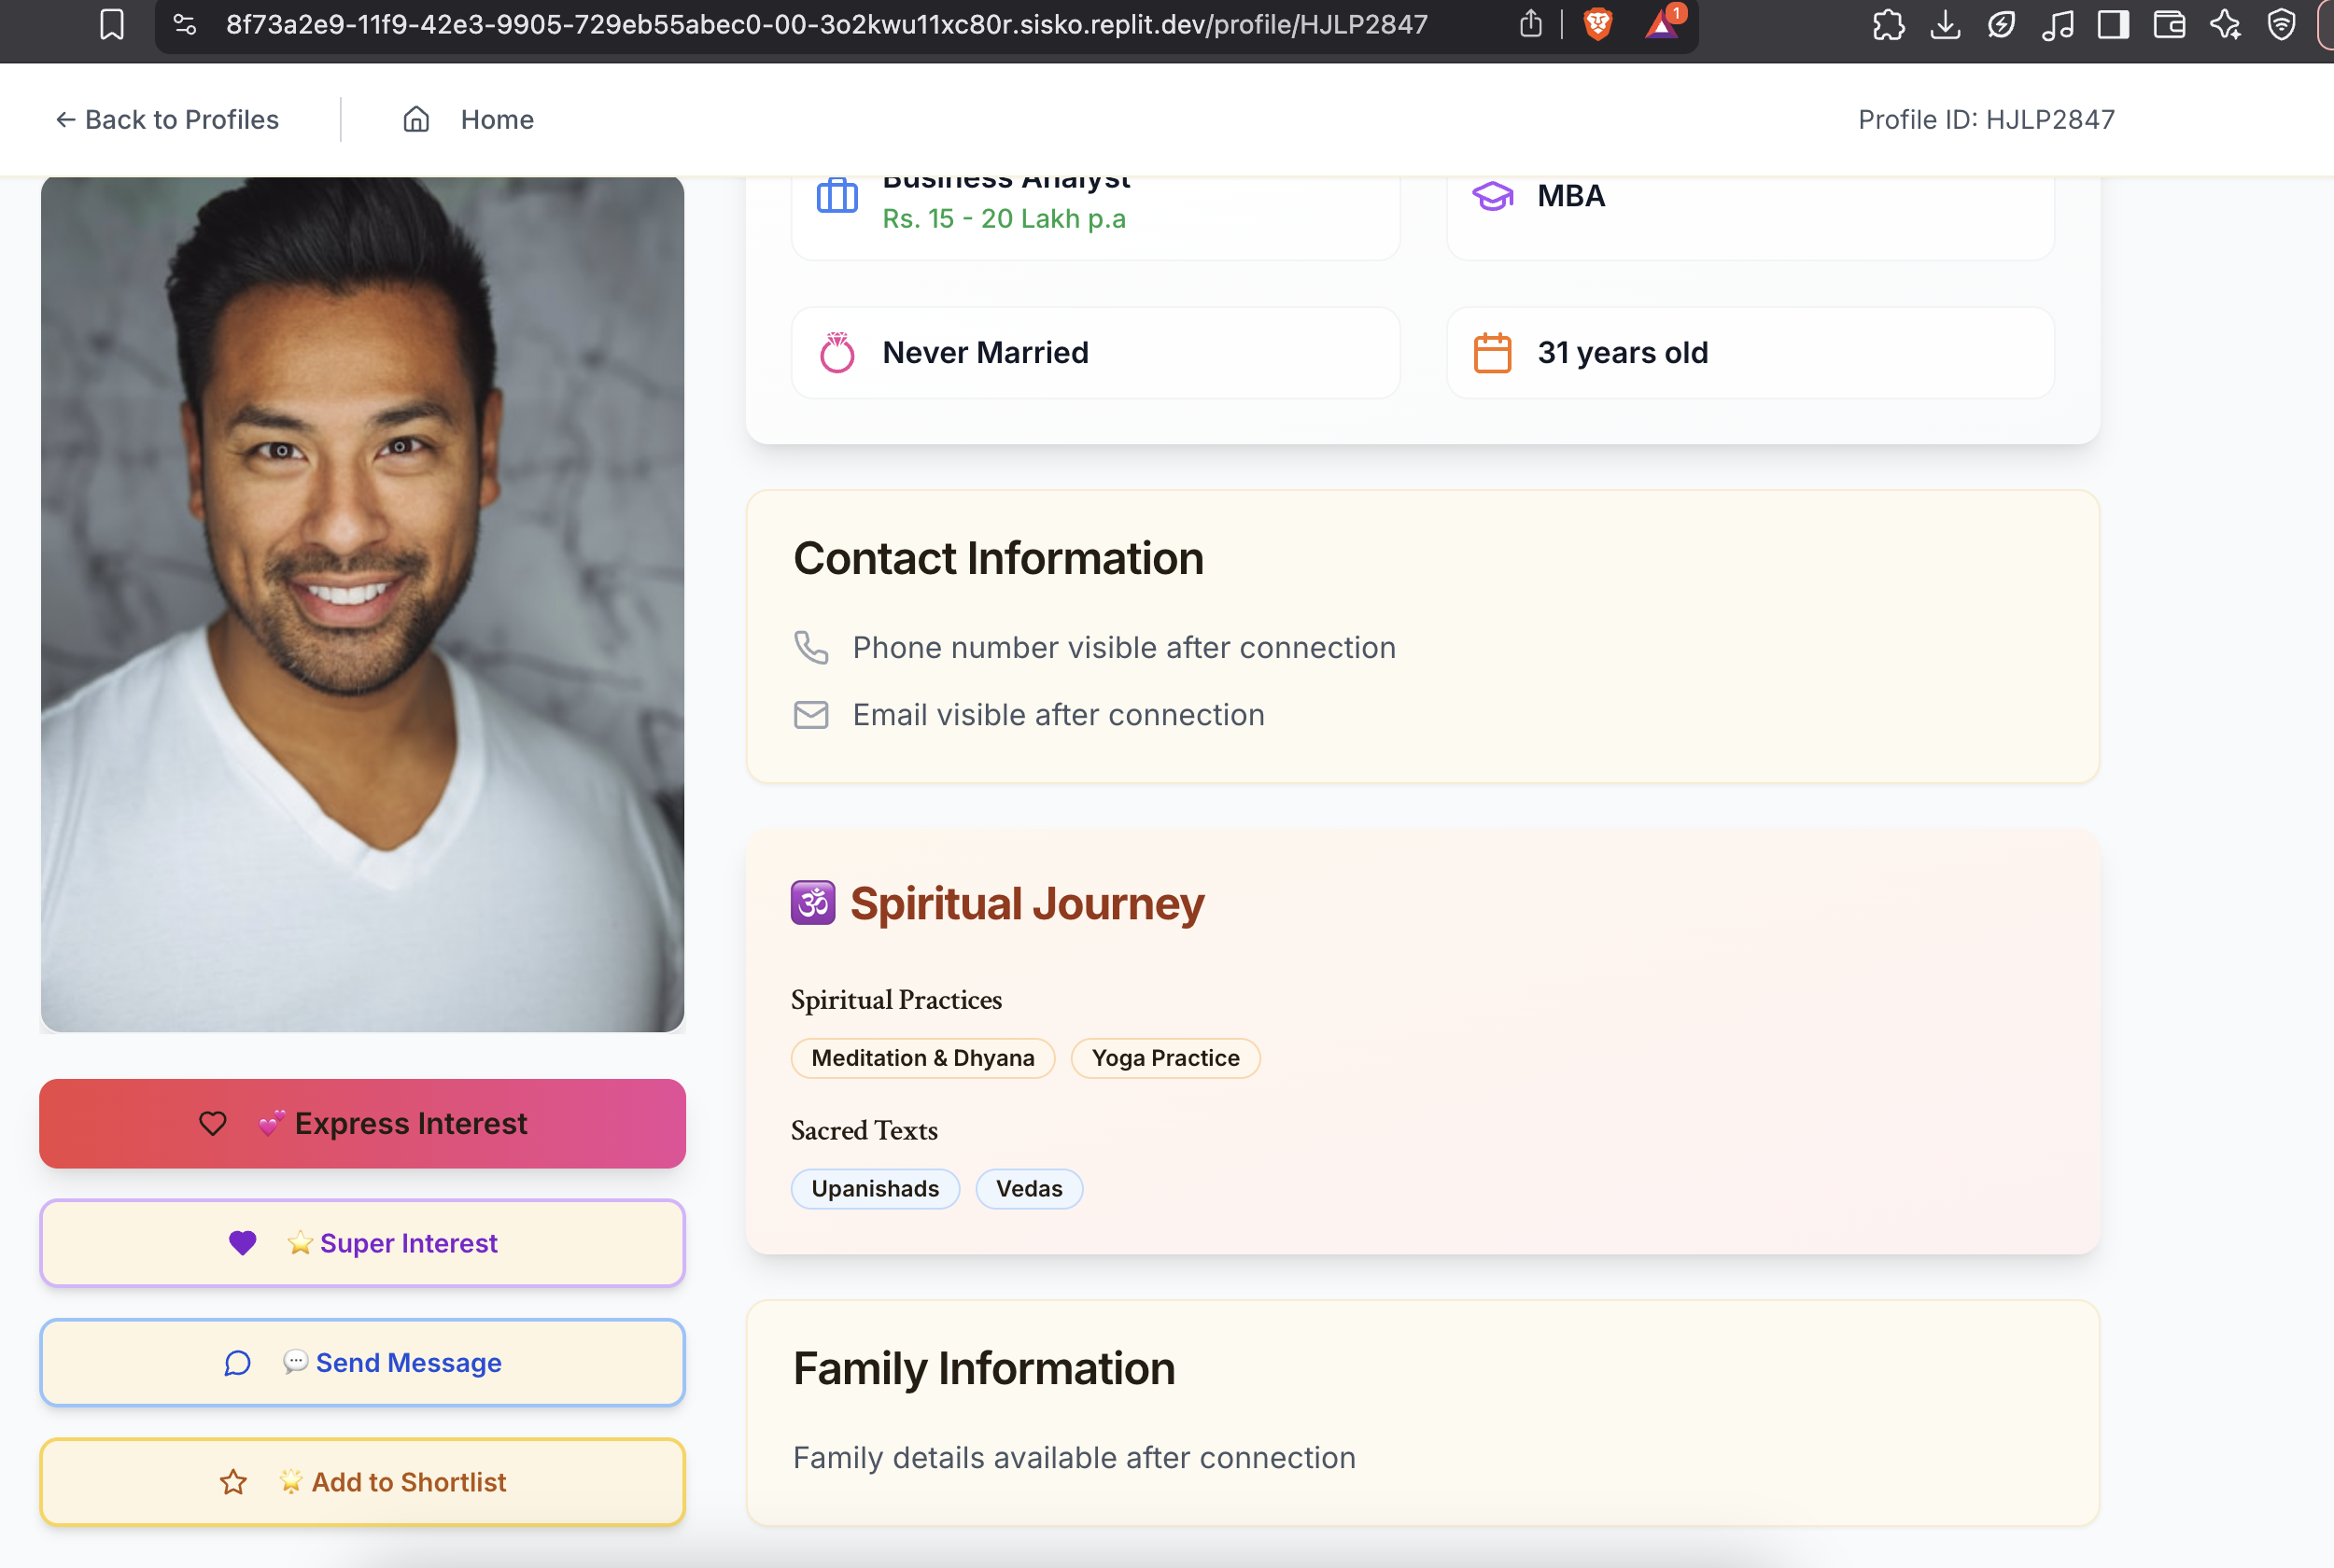 8f73a2e9-11f9-42e3-9905-729eb55abec0-00-3o2kwu11xc80r.sisko.replit.dev/profile/HJLP2847
1
← Back to Profiles
Home
Profile ID: HJLP2847
Business Analyst
Rs. 15 - 20 Lakh p.a
MBA
Never Married
31 years old
Contact Information
Phone number visible after connection
Email visible after connection
🕉 Spiritual Journey
Spiritual Practices
Meditation & Dhyana
Yoga Practice
Sacred Texts
Upanishads
Vedas
💕 Express Interest
⭐ Super Interest
💬 Send Message
🌟 Add to Shortlist
Family Information
Family details available after connection